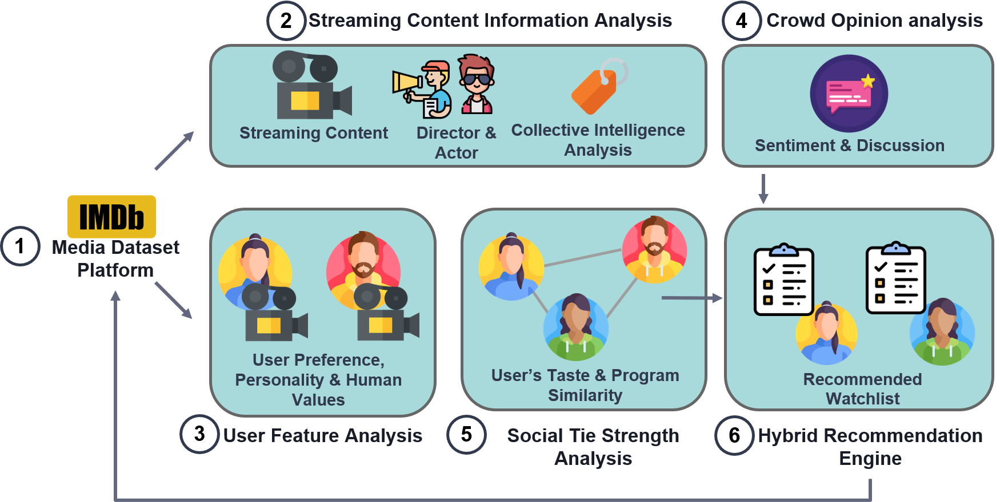 2
Streaming Content Information Analysis
4
Crowd Opinion analysis
Streaming Content
Director &
Actor
Collective Intelligence
Analysis
Sentiment & Discussion
IMDb
1
Media Dataset
Platform
User Preference,
Personality & Human
Values
User's Taste & Program
Similarity
Recommended
Watchlist
3
User Feature Analysis
5
Social Tie Strength
Analysis
6
Hybrid Recommendation
Engine